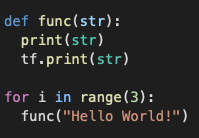 def func(str):
  print(str)
  tf.print(str)

for i in range(3):
  func("Hello World!")